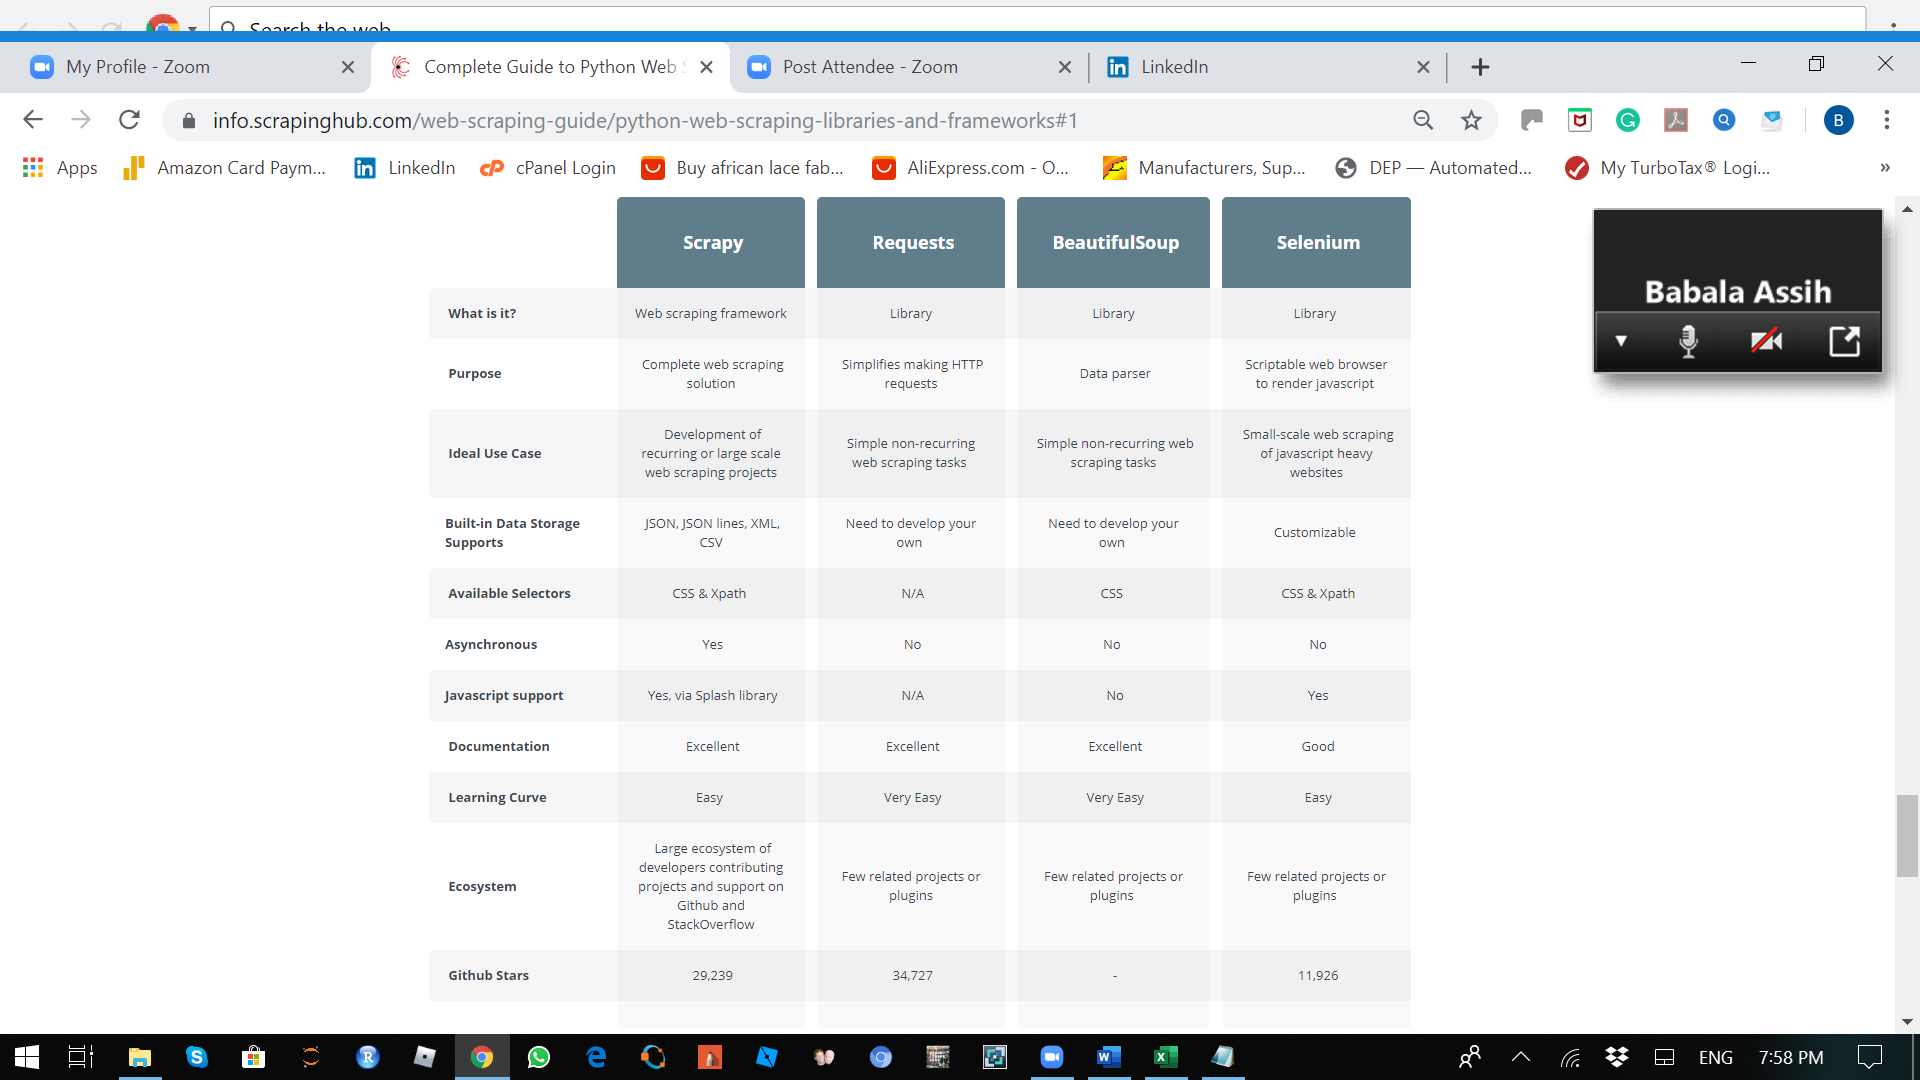 Search the web
My Profile - Zoom
Complete Guide to Python Web S
Post Attendee - Zoom
LinkedIn
info.scrapinghub.com/web-scraping-guide/python-web-scraping-libraries-and-frameworks#1
B
Apps
Amazon Card Paym...
LinkedIn
cPanel Login
Buy african lace fab...
AliExpress.com - O...
Manufacturers, Sup...
DEP — Automated...
My TurboTax® Logi...
»
Scrapy Requests BeautifulSoup Selenium
What is it? Web scraping framework Library Library Library
Purpose
Complete web scraping
solution
Simplifies making HTTP
requests
Data parser
Scriptable web browser
to render javascript
Ideal Use Case
Development of
recurring or large scale
web scraping projects
Simple non-recurring
web scraping tasks
Simple non-recurring web
scraping tasks
Small-scale web scraping
of javascript heavy
websites
Built-in Data Storage
Supports
JSON, JSON lines, XML,
CSV
Need to develop your
own
Need to develop your
own
Customizable
Available Selectors CSS & Xpath N/A CSS CSS & Xpath
Asynchronous Yes No No No
Javascript support Yes, via Splash library N/A No Yes
Documentation Excellent Excellent Excellent Good
Learning Curve Easy Very Easy Very Easy Easy
Ecosystem
Large ecosystem of
developers contributing
projects and support on
Github and
StackOverflow
Few related projects or
plugins
Few related projects or
plugins
Few related projects or
plugins
Github Stars 29,239 34,727 - 11,926
Babala Assih
ENG
7:58 PM